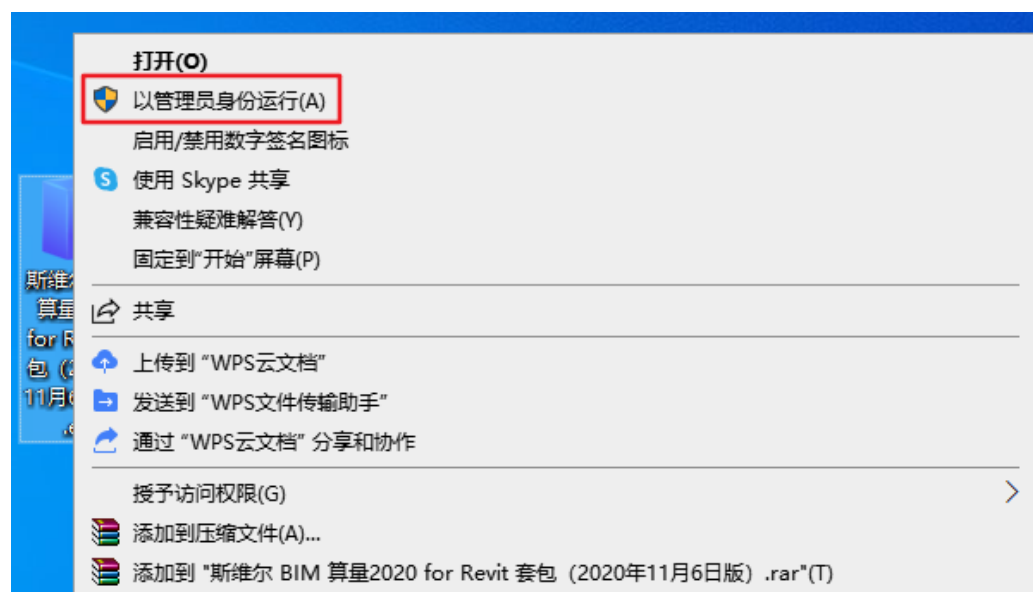 打开(O)
以管理员身份运行(A)
启用/禁用数字签名图标
使用 Skype 共享
兼容性疑难解答(Y)
固定到"开始"屏幕(P)
斯维
算量
for R
包（
11月
共享
上传到 “WPS云文档”
发送到 “WPS文件传输助手”
通过 “WPS云文档” 分享和协作
授予访问权限(G)
添加到压缩文件(A)...
添加到 "斯维尔 BIM 算量2020 for Revit 套包（2020年11月6日版）.rar"(T)